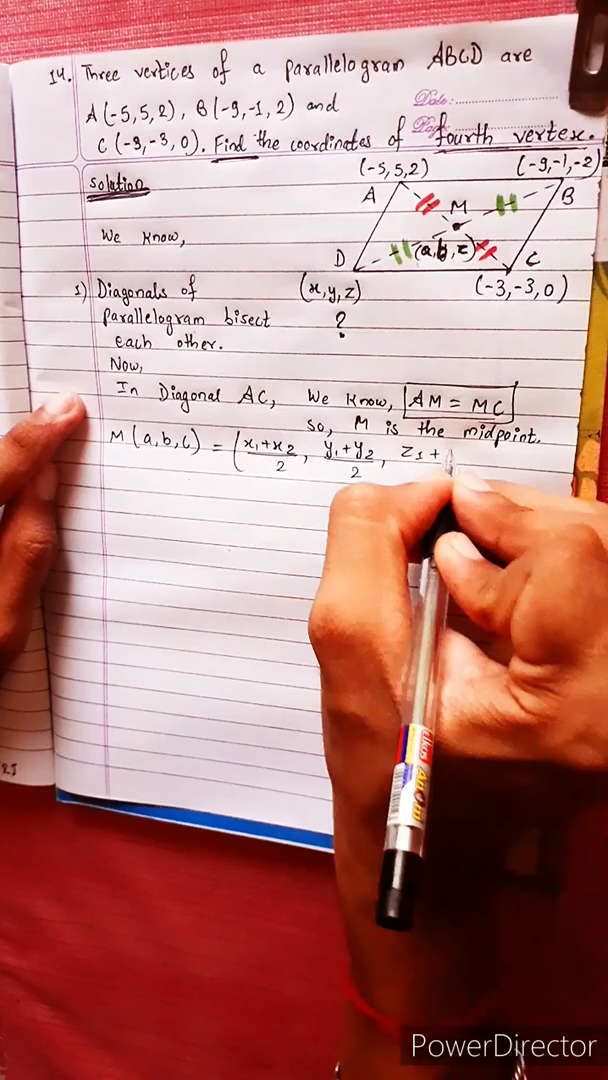 14. Three vertices of a parallelogram ABCD are
Date:
A(-5,5,2), B(-9,-1,2) and
Page:
C(-9,-3,0). Find the coordinates of fourth vertex.
(-5,5,2) (-9,-1,-2)
solution
A M B
We know,
(a,b,z)
D C
1) Diagonals of (x,y,z) (-3,-3,0)
parallelogram bisect ?
each other.
Now,
In Diagonal AC, We know, AM = MC
so, M is the midpoint.
M(a,b,c) = (x₁+x₂/2, y₁+y₂/2, z₁+
PowerDirector